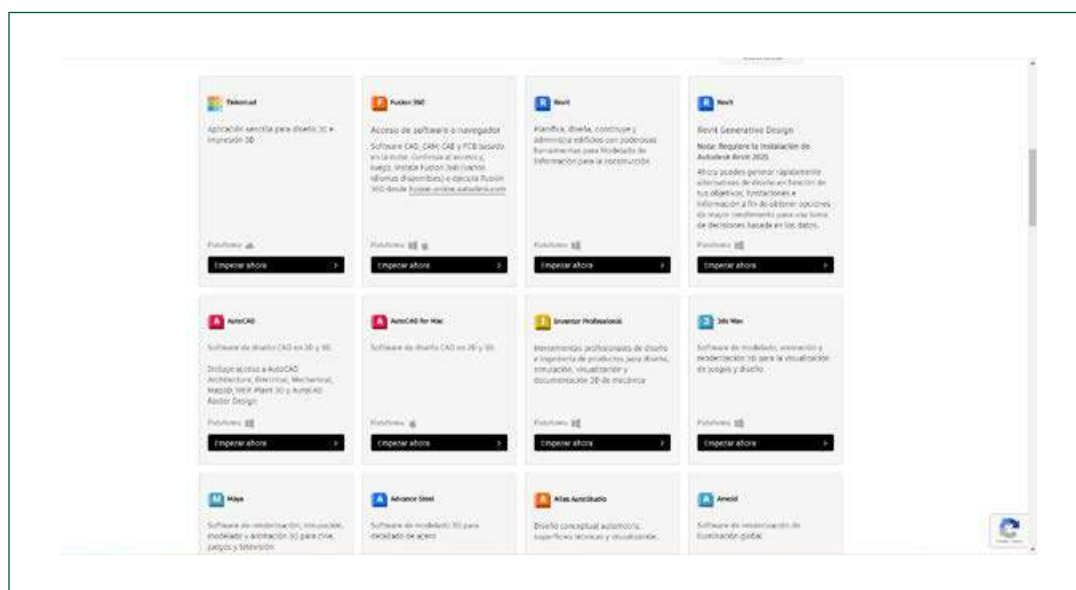 Tinkercad
Aplicación sencilla para diseño 3D e
impresión 3D
Plataforma:
Empezar ahora
Fusion 360
Acceso de software o navegador
Software CAD, CAM, CAE y PCB basado
en la nube. Continúa al acceso y,
luego, instala Fusion 360 (varios
idiomas disponibles) o ejecuta Fusion
360 desde fusion.online.autodesk.com
Plataforma:
Empezar ahora
Revit
Planifica, diseña, construye y
administra edificios con poderosas
herramientas para Modelado de
información para la construcción.
Plataforma:
Empezar ahora
Revit
Revit Generative Design
Nota: Requiere la instalación de
Autodesk Revit 2021.
Ahora puedes generar rápidamente
alternativas de diseño en función de
tus objetivos, limitaciones e
información a fin de obtener opciones
de mayor rendimiento para una toma
de decisiones basada en los datos.
Plataforma:
Empezar ahora
AutoCAD
Software de diseño CAD en 2D y 3D.
Incluye acceso a AutoCAD
Architecture, Electrical, Mechanical,
Map3D, MEP, Plant 3D y AutoCAD
Raster Design
Plataforma:
Empezar ahora
AutoCAD for Mac
Software de diseño CAD en 2D y 3D.
Plataforma:
Empezar ahora
Inventor Professional
Herramientas profesionales de diseño
e ingeniería de productos para diseño,
simulación, visualización y
documentación 3D de mecánica
Plataforma:
Empezar ahora
3ds Max
Software de modelado, animación y
renderización 3D para la visualización
de juegos y diseño
Plataforma:
Empezar ahora
Maya
Software de renderización, simulación,
modelado y animación 3D para cine,
juegos y televisión
Advance Steel
Software de modelado 3D para
detallado de acero
Alias AutoStudio
Diseño conceptual automotriz,
superficies técnicas y visualización.
Arnold
Software de renderización de
iluminación global